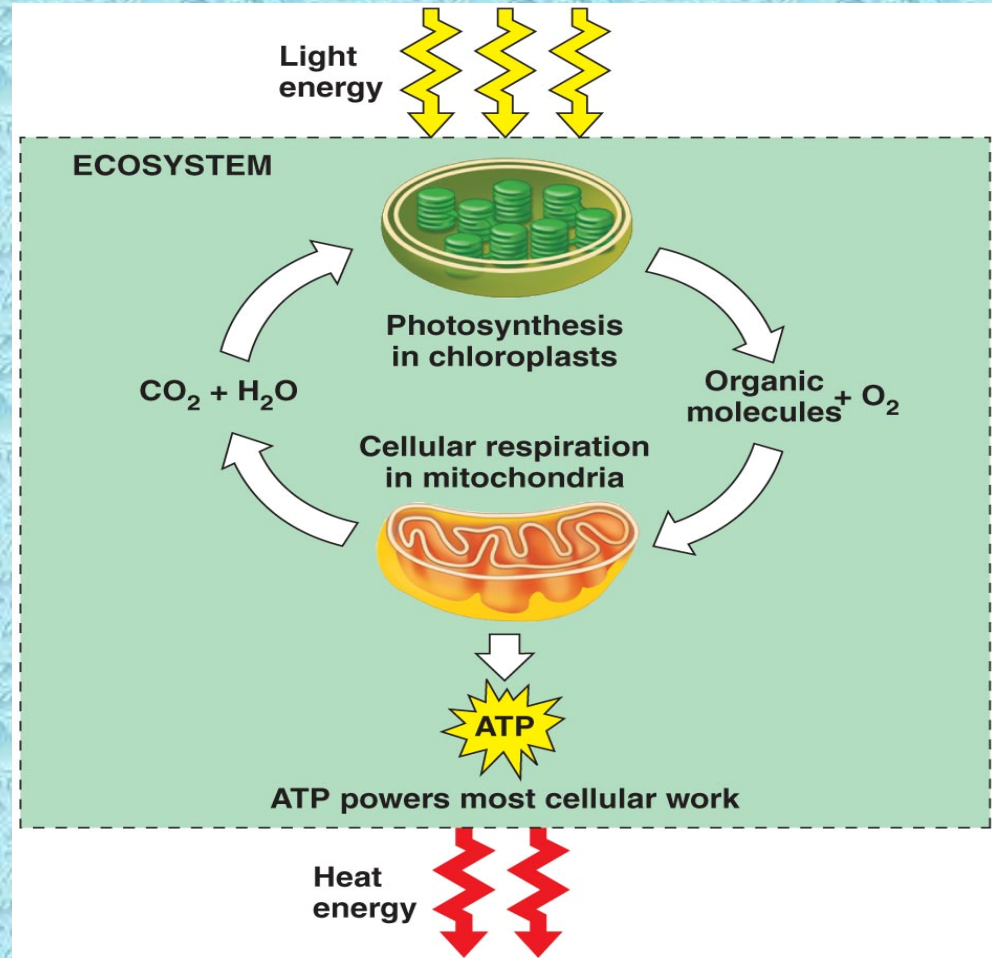 Light
energy
ECOSYSTEM
Photosynthesis
in chloroplasts
CO₂ + H₂O
Organic
molecules + O₂
Cellular respiration
in mitochondria
ATP
ATP powers most cellular work
Heat
energy